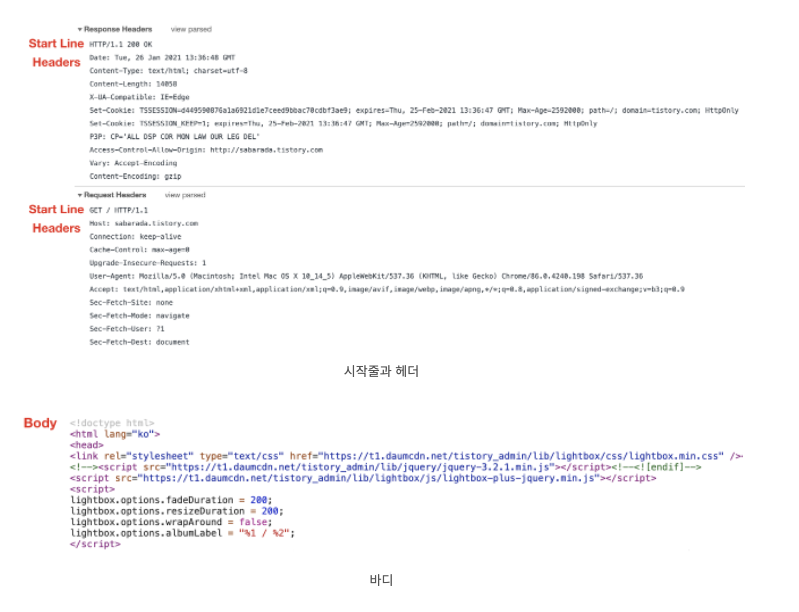 ▼ Response Headers view parsed
Start Line HTTP/1.1 200 OK
Headers Date: Tue, 26 Jan 2021 13:36:48 GMT
Content-Type: text/html; charset=utf-8
Content-Length: 14058
X-UA-Compatible: IE=Edge
Set-Cookie: TSSESSION=d449590876a1a6921d1e7ceed9bbac70cdbf3ae9; expires=Thu, 25-Feb-2021 13:36:47 GMT; Max-Age=2592000; path=/; domain=tistory.com; HttpOnly
Set-Cookie: TSSESSION_KEEP=1; expires=Thu, 25-Feb-2021 13:36:47 GMT; Max-Age=2592000; path=/; domain=tistory.com; HttpOnly
P3P: CP='ALL DSP COR MON LAW OUR LEG DEL'
Access-Control-Allow-Origin: http://sabarada.tistory.com
Vary: Accept-Encoding
Content-Encoding: gzip
▼ Request Headers view parsed
Start Line GET / HTTP/1.1
Headers Host: sabarada.tistory.com
Connection: keep-alive
Cache-Control: max-age=0
Upgrade-Insecure-Requests: 1
User-Agent: Mozilla/5.0 (Macintosh; Intel Mac OS X 10_14_5) AppleWebKit/537.36 (KHTML, like Gecko) Chrome/86.0.4240.198 Safari/537.36
Accept: text/html,application/xhtml+xml,application/xml;q=0.9,image/avif,image/webp,image/apng,*/*;q=0.8,application/signed-exchange;v=b3;q=0.9
Sec-Fetch-Site: none
Sec-Fetch-Mode: navigate
Sec-Fetch-User: ?1
Sec-Fetch-Dest: document
시작줄과 헤더
Body <!doctype html>
<html lang="ko">
<head>
<link rel="stylesheet" type="text/css" href="https://t1.daumcdn.net/tistory_admin/lib/lightbox/css/lightbox.min.css" />
<!--><script src="https://t1.daumcdn.net/tistory_admin/lib/jquery/jquery-3.2.1.min.js"></script><!--<![endif]-->
<script src="https://t1.daumcdn.net/tistory_admin/lib/lightbox/js/lightbox-plus-jquery.min.js"></script>
<script>
lightbox.options.fadeDuration = 200;
lightbox.options.resizeDuration = 200;
lightbox.options.wrapAround = false;
lightbox.options.albumLabel = "%1 / %2";
</script>
바디